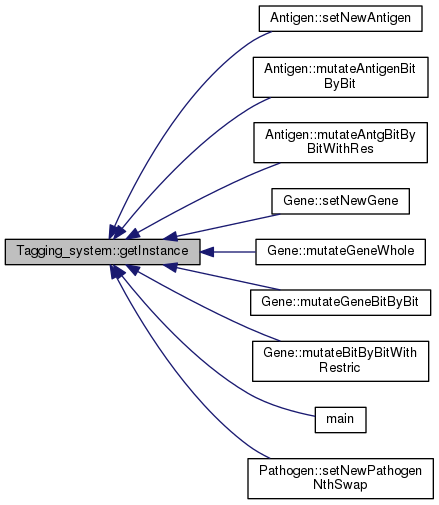 Antigen::setNewAntigen
Antigen::mutateAntigenBit
ByBit
Antigen::mutateAntgBitBy
BitWithRes
Gene::setNewGene
Tagging_system::getInstance
Gene::mutateGeneWhole
Gene::mutateGeneBitByBit
Gene::mutateBitByBitWith
Restric
main
Pathogen::setNewPathogen
NthSwap